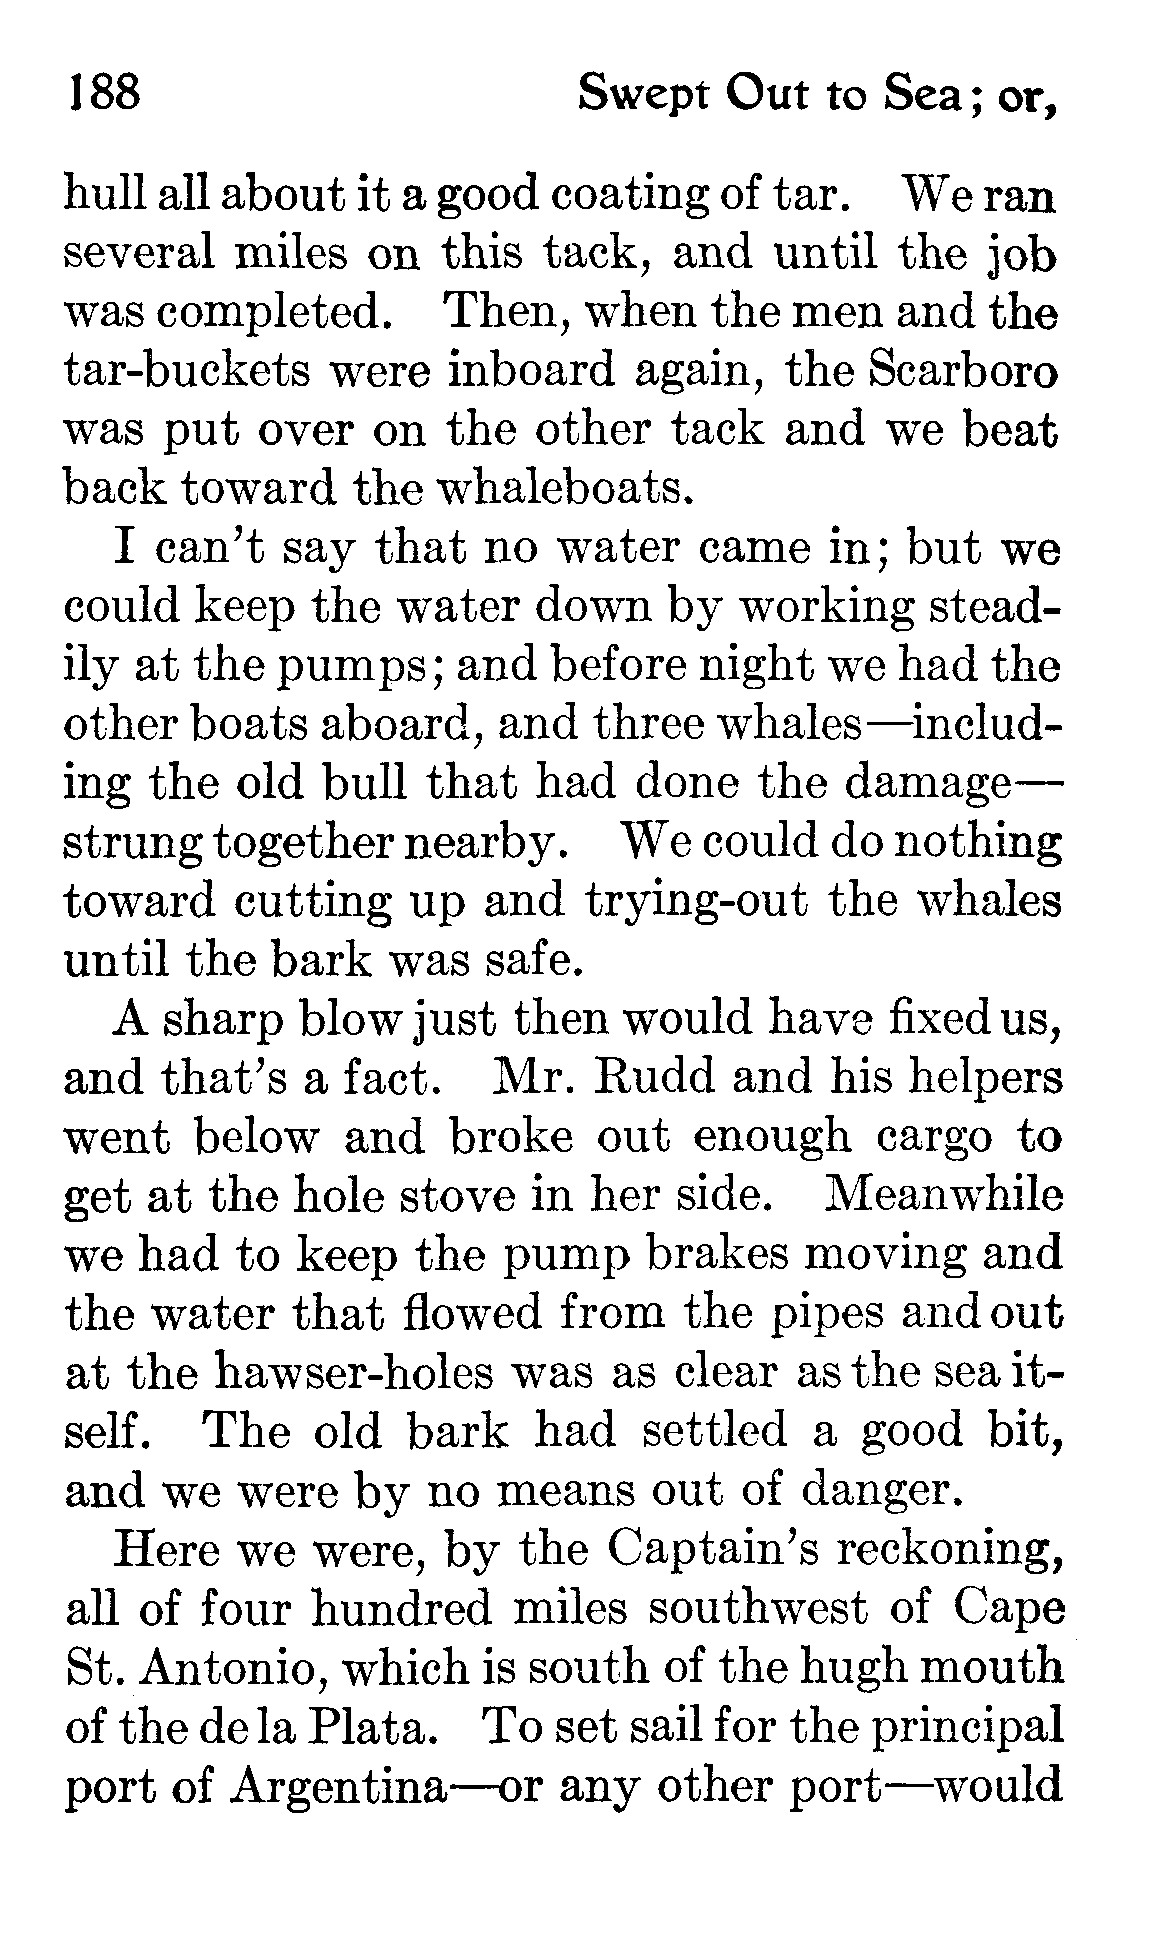 188 Swept Out to Sea; or,
hull all about it a good coating of tar. We ran
several miles on this tack, and until the job
was completed. Then, when the men and the
tar-buckets were inboard again, the Scarboro
was put over on the other tack and we beat
back toward the whaleboats.
I can't say that no water came in; but we
could keep the water down by working stead-
ily at the pumps; and before night we had the
other boats aboard, and three whales—includ-
ing the old bull that had done the damage—
strung together nearby. We could do nothing
toward cutting up and trying-out the whales
until the bark was safe.
A sharp blow just then would have fixed us,
and that's a fact. Mr. Rudd and his helpers
went below and broke out enough cargo to
get at the hole stove in her side. Meanwhile
we had to keep the pump brakes moving and
the water that flowed from the pipes and out
at the hawser-holes was as clear as the sea it-
self. The old bark had settled a good bit,
and we were by no means out of danger.
Here we were, by the Captain's reckoning,
all of four hundred miles southwest of Cape
St. Antonio, which is south of the hugh mouth
of the de la Plata. To set sail for the principal
port of Argentina—or any other port—would